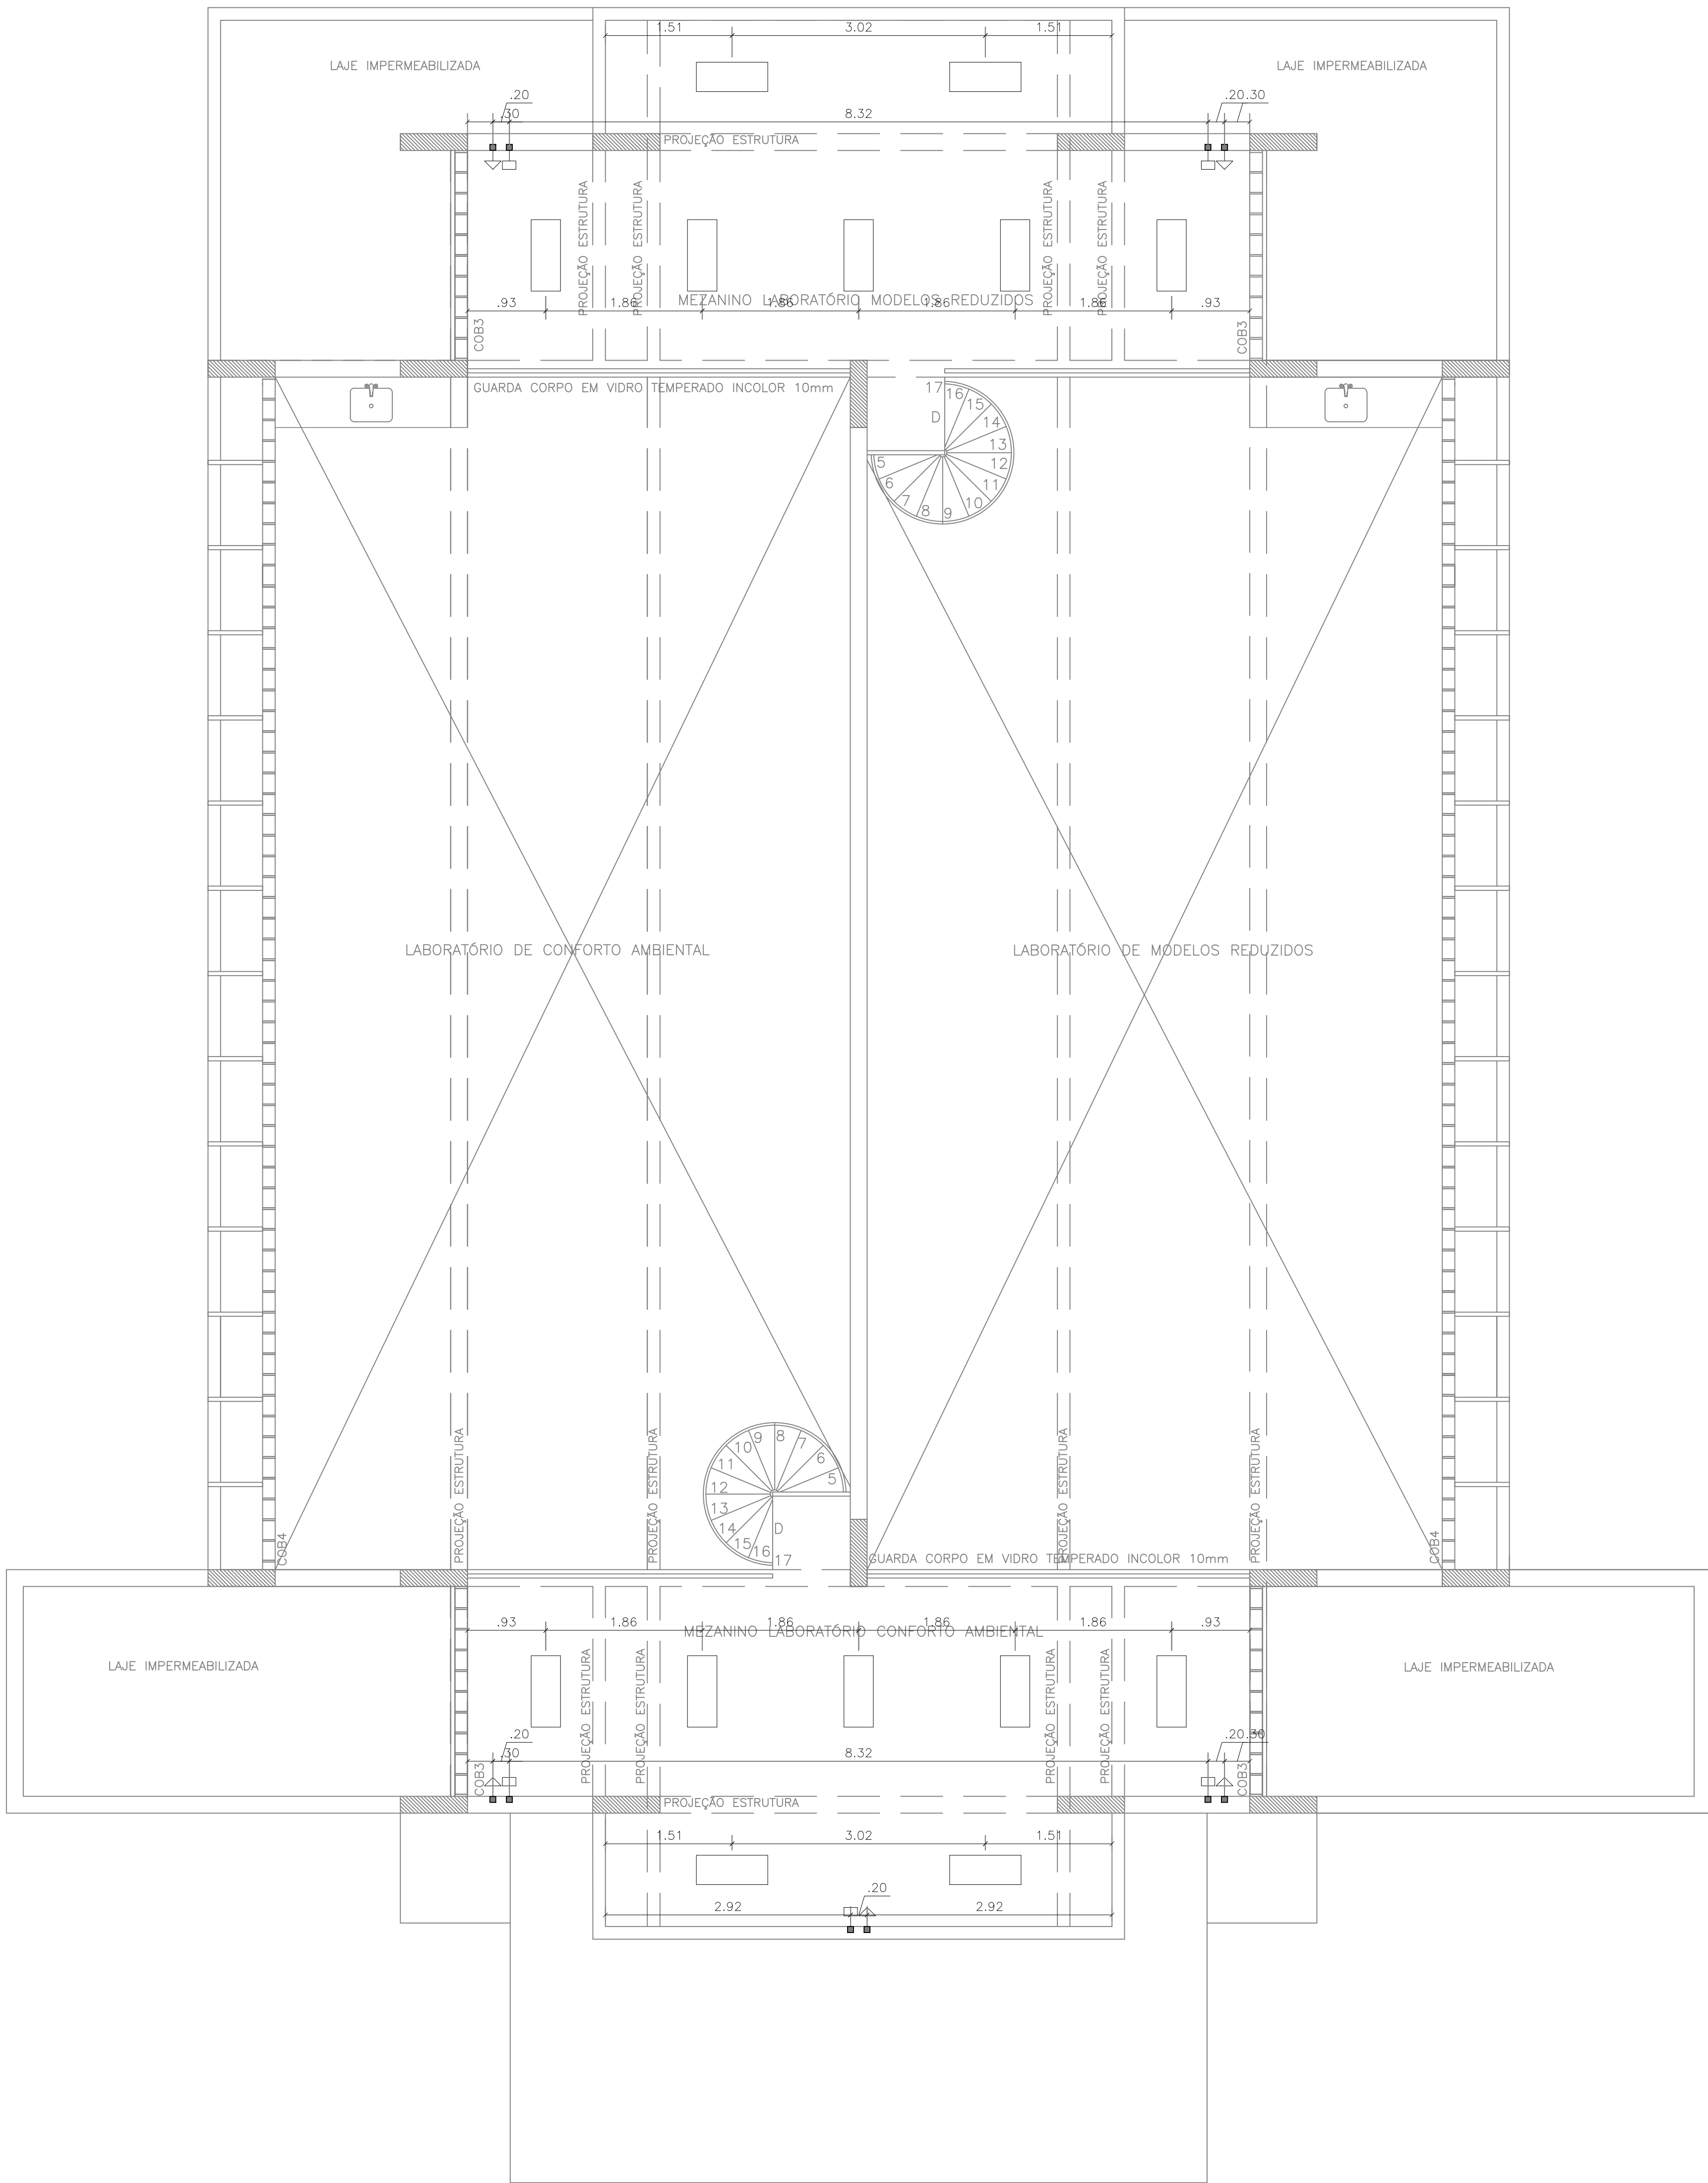 1.51 3.02 1.51
LAJE IMPERMEABILIZADA
LAJE IMPERMEABILIZADA
.20
.30
8.32
.20 .30
PROJEÇÃO ESTRUTURA
PROJEÇÃO ESTRUTURA
PROJEÇÃO ESTRUTURA
PROJEÇÃO ESTRUTURA
PROJEÇÃO ESTRUTURA
MEZANINO LABORATÓRIO MODELOS REDUZIDOS
.93 1.86 1.86 1.86 1.86 .93
COB3
COB3
GUARDA CORPO EM VIDRO TEMPERADO INCOLOR 10mm
17
16
15
D
14
13
12
11
10
9
8
7
6
5
LABORATÓRIO DE CONFORTO AMBIENTAL
LABORATÓRIO DE MODELOS REDUZIDOS
PROJEÇÃO ESTRUTURA
PROJEÇÃO ESTRUTURA
PROJEÇÃO ESTRUTURA
PROJEÇÃO ESTRUTURA
5
6
7
8
9
10
11
12
13
14
15
16
17
D
COB4
COB4
GUARDA CORPO EM VIDRO TEMPERADO INCOLOR 10mm
.93 1.86 1.86 1.86 1.86 .93
MEZANINO LABORATÓRIO CONFORTO AMBIENTAL
LAJE IMPERMEABILIZADA
LAJE IMPERMEABILIZADA
PROJEÇÃO ESTRUTURA
PROJEÇÃO ESTRUTURA
PROJEÇÃO ESTRUTURA
PROJEÇÃO ESTRUTURA
.20
.30
8.32
.20 .30
COB3
COB3
PROJEÇÃO ESTRUTURA
1.51 3.02 1.51
.20
2.92 2.92